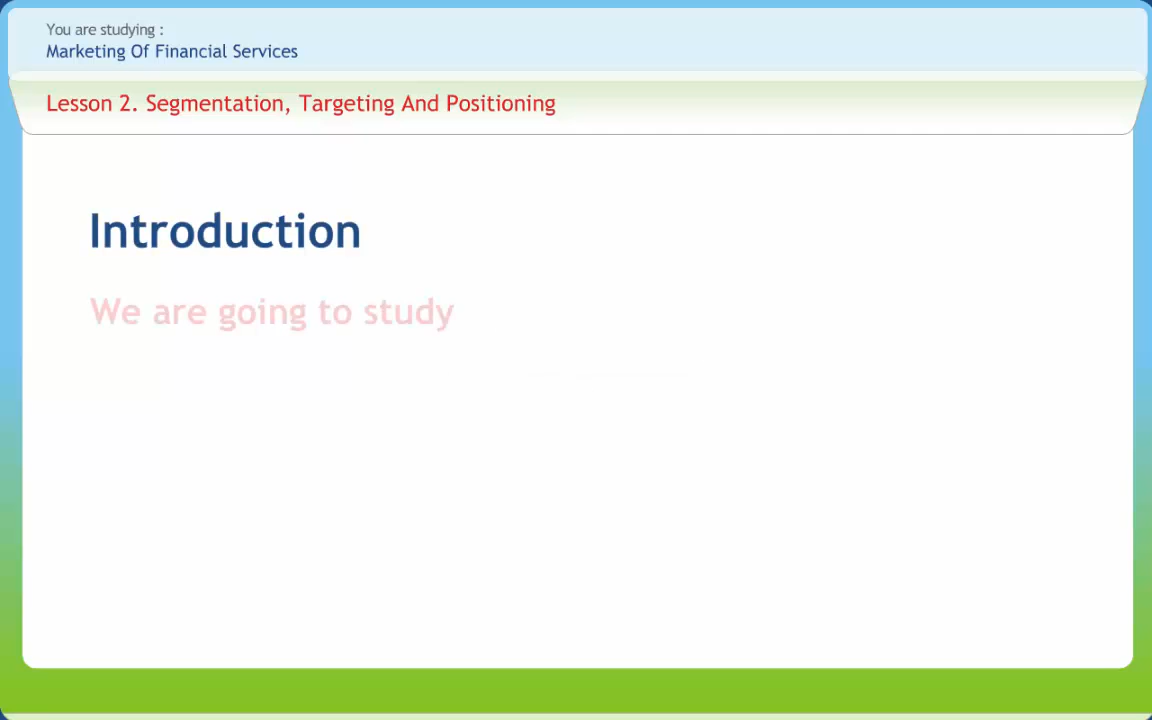 You are studying :
Marketing Of Financial Services
Lesson 2. Segmentation, Targeting And Positioning
Introduction
We are going to study